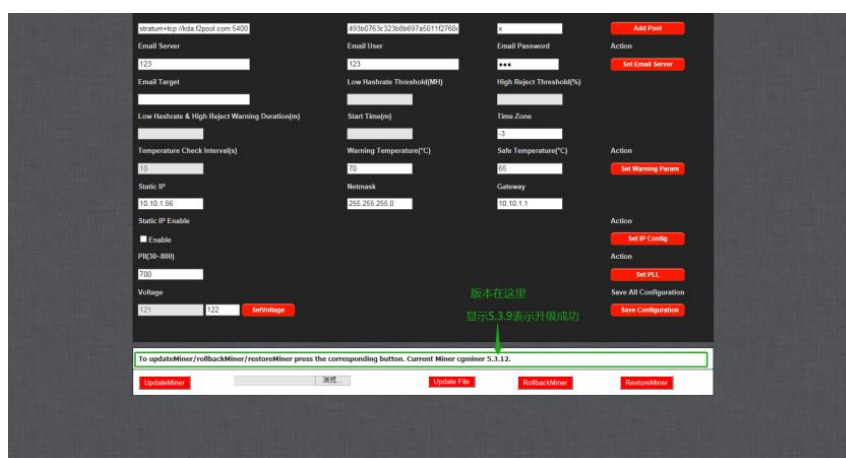 stratum+tcp://kda.f2pool.com:5400 493b0763c323b8b697a5011f2760 x Add Pool
Email Server Email User Email Password Action
123 123 ●●● Set Email Server
Email Target Low Hashrate Threshold(MH) High Reject Threshold(%)
Low Hashrate & High Reject Warning Duration(m) Start Time(m) Time Zone
-3
Temperature Check Interval(s) Warning Temperature(°C) Safe Temperature(°C) Action
10 70 65 Set Warning Param
Static IP Netmask Gateway
10.10.1.56 255.255.255.0 10.10.1.1
Static IP Enable Action
Enable Set IP Config
Pll(30~800) Action
700 Set PLL
Voltage 版本在这里 Save All Configuration
121 122 SetVoltage 显示5.3.9表示升级成功 Save Configuration
To updateMiner/rollbackMiner/restoreMiner press the corresponding button. Current Miner cgminer 5.3.12.
UpdateMiner 浏览... Update File RollbackMiner RestoreMiner